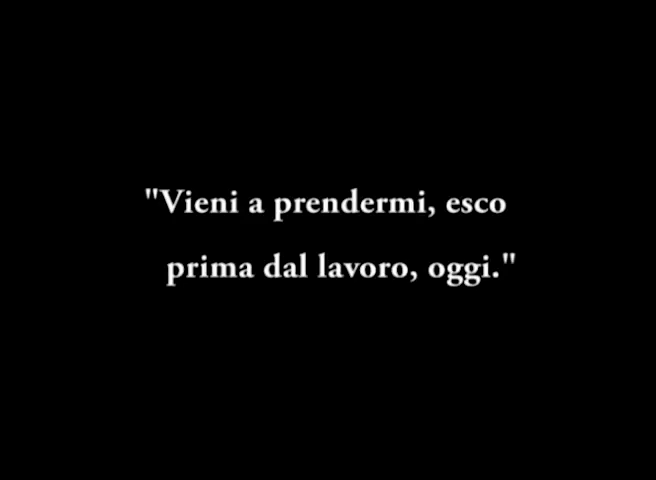 "Vieni a prendermi, esco
prima dal lavoro, oggi."